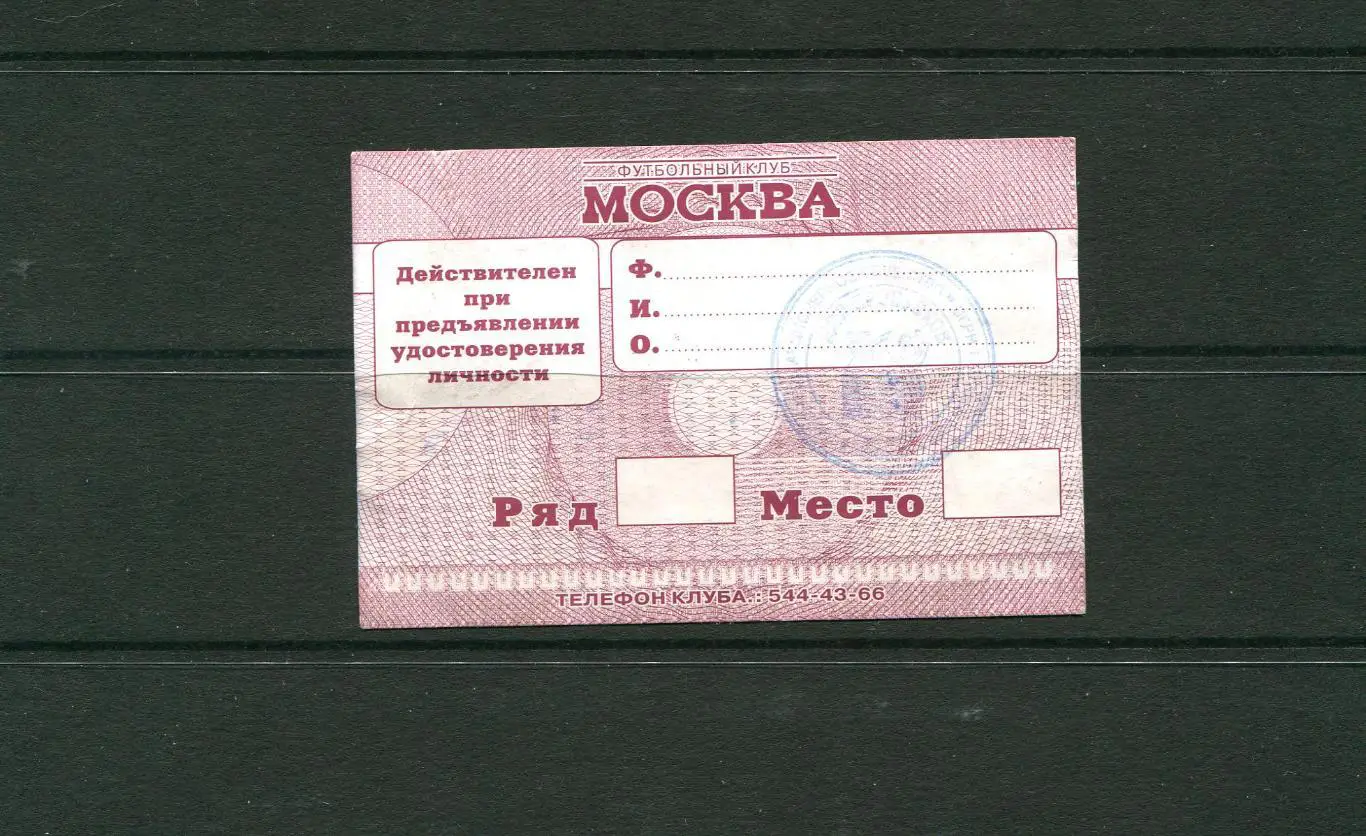 ФУТБОЛЬНЫЙ КЛУБ
МОСКВА
Действителен
при
предъявлении
удостоверения
личности
Ф.
И.
О.
Ряд
Место
ТЕЛЕФОН КЛУБА.: 544-43-66